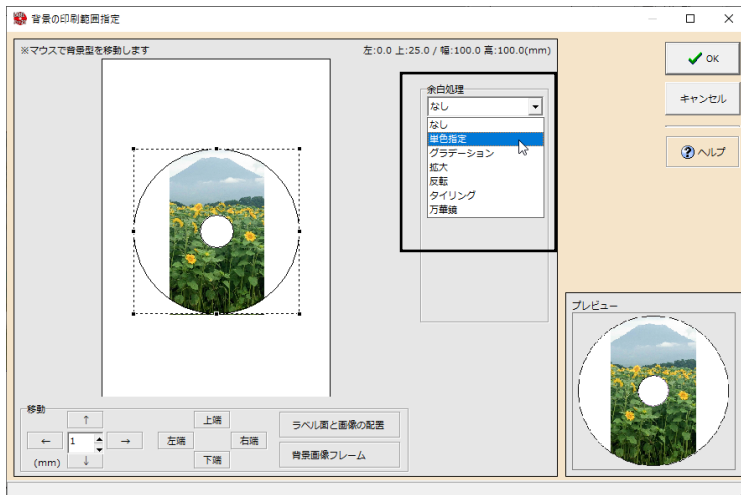 背景の印刷範囲指定
※マウスで背景型を移動します
左:0.0 上:25.0 / 幅:100.0 高:100.0(mm)
OK
キャンセル
ヘルプ
余白処理
なし
なし
単色指定
グラデーション
拡大
反転
タイリング
万華鏡
プレビュー
移動
↑
← 1 →
(mm) ↓
上端
左端 右端
下端
ラベル面と画像の配置
背景画像フレーム